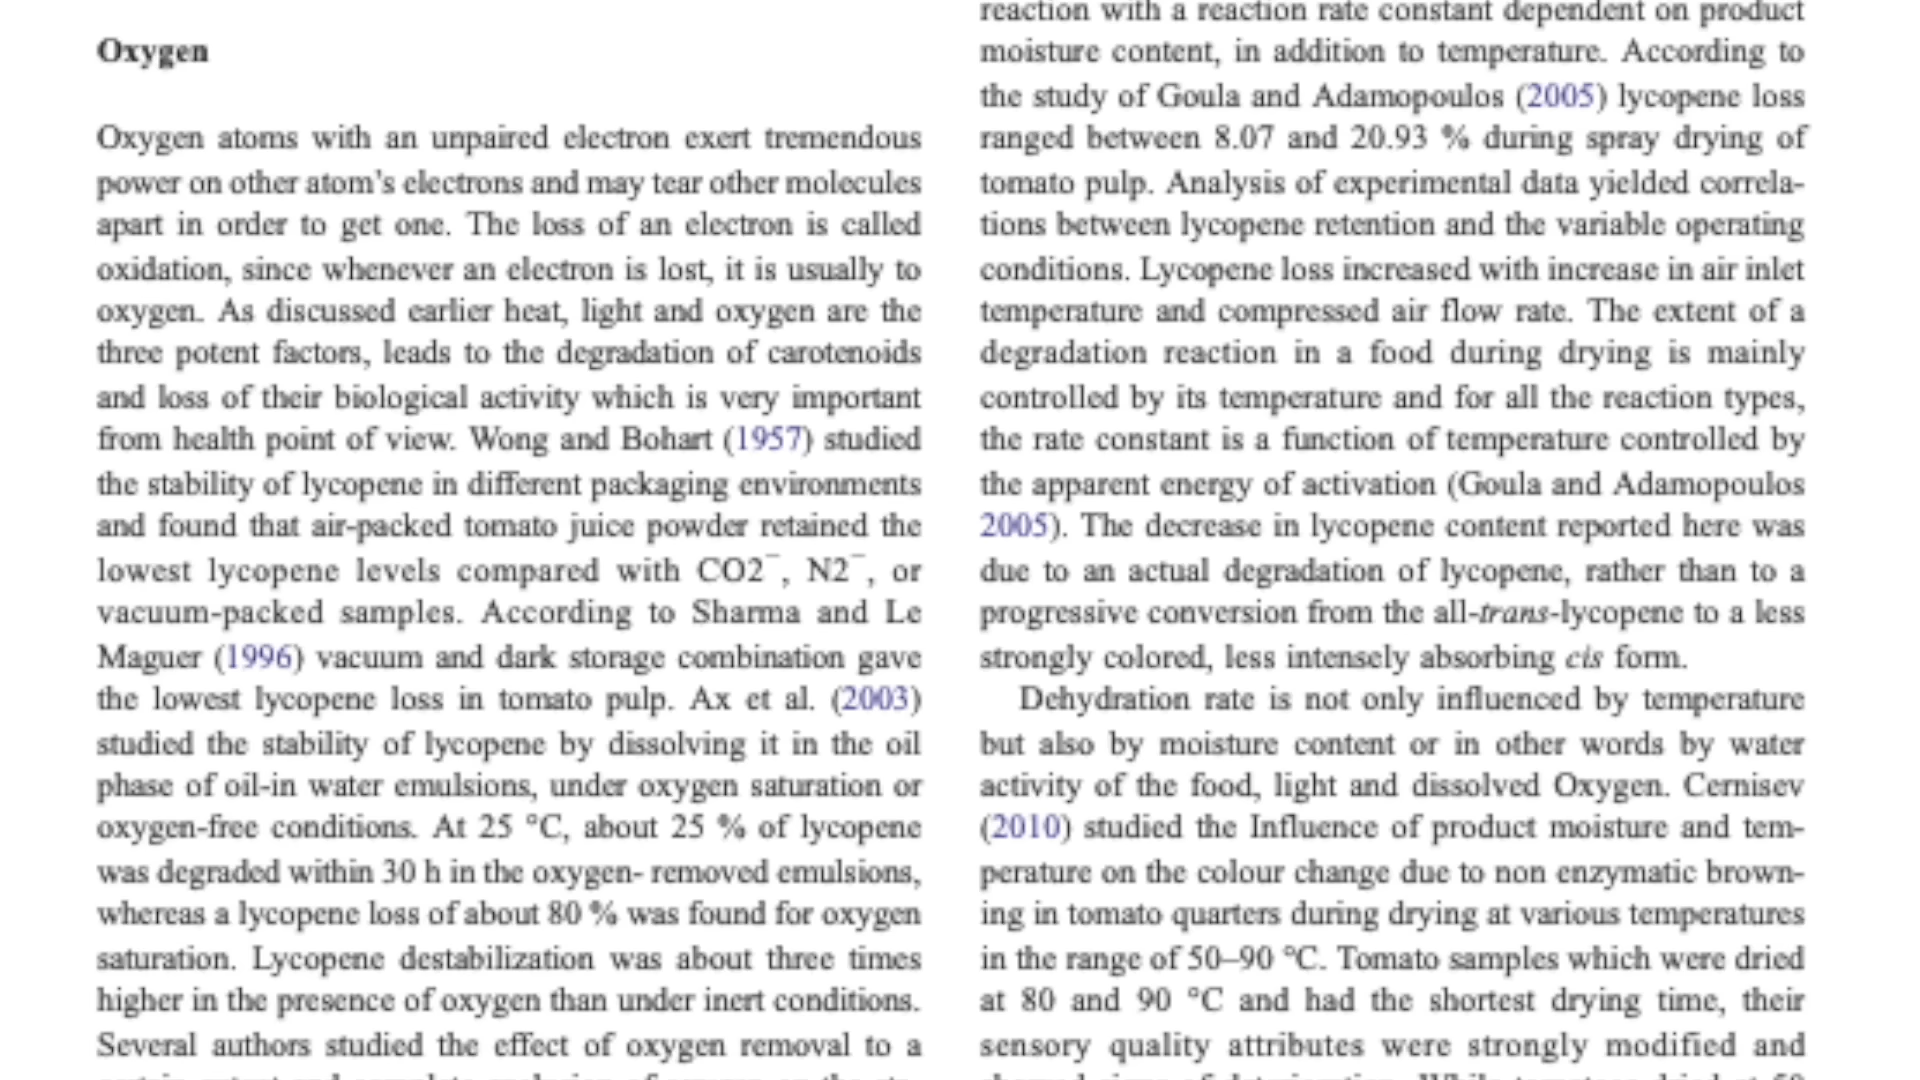 Oxygen
Oxygen atoms with an unpaired electron exert tremendous
power on other atom's electrons and may tear other molecules
apart in order to get one. The loss of an electron is called
oxidation, since whenever an electron is lost, it is usually to
oxygen. As discussed earlier heat, light and oxygen are the
three potent factors, leads to the degradation of carotenoids
and loss of their biological activity which is very important
from health point of view. Wong and Bohart (1957) studied
the stability of lycopene in different packaging environments
and found that air-packed tomato juice powder retained the
lowest lycopene levels compared with CO2¯, N2¯, or
vacuum-packed samples. According to Sharma and Le
Maguer (1996) vacuum and dark storage combination gave
the lowest lycopene loss in tomato pulp. Ax et al. (2003)
studied the stability of lycopene by dissolving it in the oil
phase of oil-in water emulsions, under oxygen saturation or
oxygen-free conditions. At 25 °C, about 25 % of lycopene
was degraded within 30 h in the oxygen- removed emulsions,
whereas a lycopene loss of about 80 % was found for oxygen
saturation. Lycopene destabilization was about three times
higher in the presence of oxygen than under inert conditions.
Several authors studied the effect of oxygen removal to a
reaction with a reaction rate constant dependent on product
moisture content, in addition to temperature. According to
the study of Goula and Adamopoulos (2005) lycopene loss
ranged between 8.07 and 20.93 % during spray drying of
tomato pulp. Analysis of experimental data yielded correla-
tions between lycopene retention and the variable operating
conditions. Lycopene loss increased with increase in air inlet
temperature and compressed air flow rate. The extent of a
degradation reaction in a food during drying is mainly
controlled by its temperature and for all the reaction types,
the rate constant is a function of temperature controlled by
the apparent energy of activation (Goula and Adamopoulos
2005). The decrease in lycopene content reported here was
due to an actual degradation of lycopene, rather than to a
progressive conversion from the all-trans-lycopene to a less
strongly colored, less intensely absorbing cis form.
Dehydration rate is not only influenced by temperature
but also by moisture content or in other words by water
activity of the food, light and dissolved Oxygen. Cernisev
(2010) studied the Influence of product moisture and tem-
perature on the colour change due to non enzymatic brown-
ing in tomato quarters during drying at various temperatures
in the range of 50–90 °C. Tomato samples which were dried
at 80 and 90 °C and had the shortest drying time, their
sensory quality attributes were strongly modified and